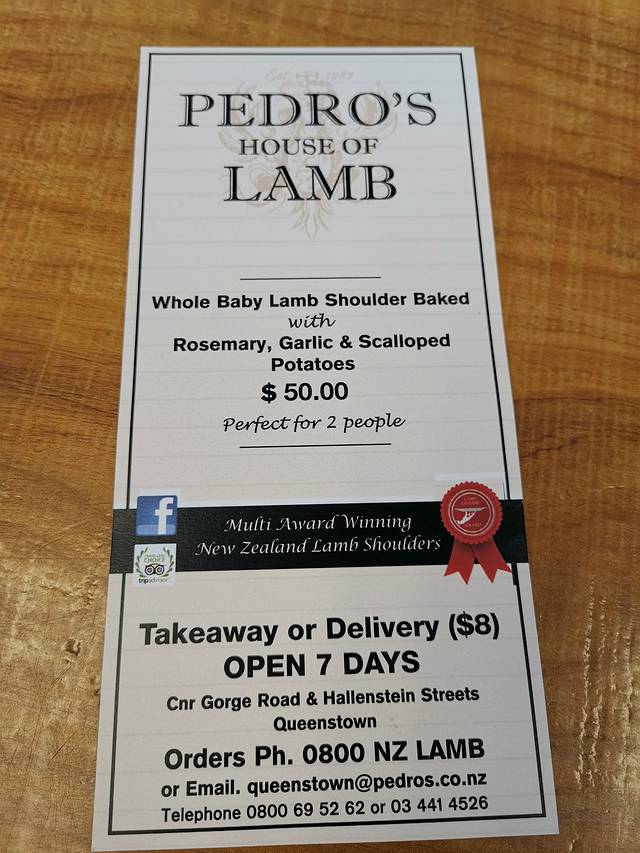 PEDRO'S
HOUSE OF
LAMB
Whole Baby Lamb Shoulder Baked
with
Rosemary, Garlic & Scalloped
Potatoes
$ 50.00
Perfect for 2 people
Multi Award Winning
New Zealand Lamb Shoulders
CHOICE
tripadvisor
Takeaway or Delivery ($8)
OPEN 7 DAYS
Cnr Gorge Road & Hallenstein Streets
Queenstown
Orders Ph. 0800 NZ LAMB
or Email. queenstown@pedros.co.nz
Telephone 0800 69 52 62 or 03 441 4526